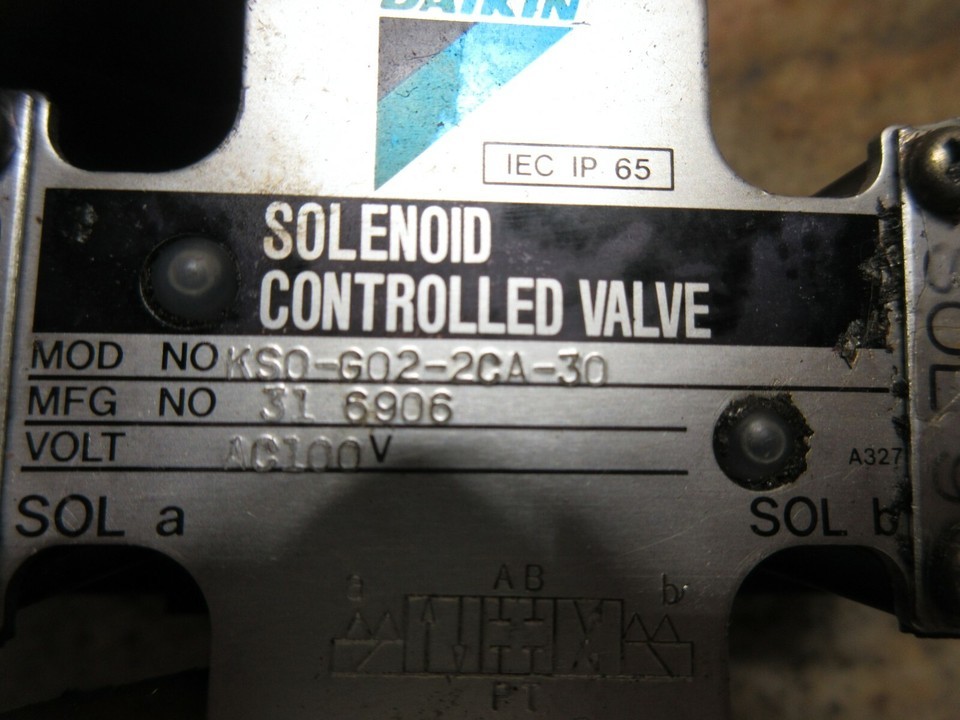 DAIKIN
IEC IP 65
SOLENOID
CONTROLLED VALVE
MOD NO KSO-G02-2CA-30
MFG NO 31 6906
VOLT AC100V
A327
SOL a SOL b
a AB b
PT
SOL